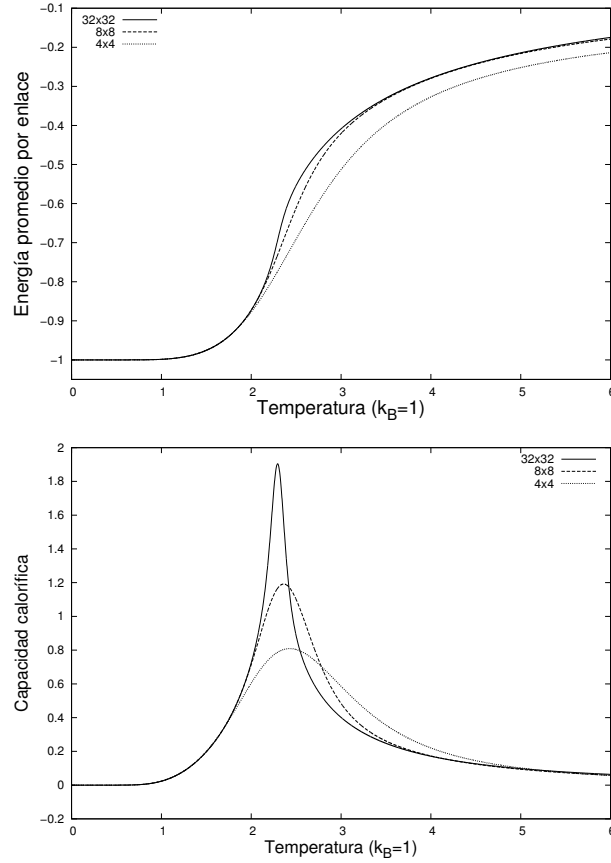 -0.1
32x32
8x8
4x4
-0.2
-0.3
-0.4
-0.5
-0.6
-0.7
-0.8
-0.9
-1
Energía promedio por enlace
0 1 2 3 4 5 6
Temperatura (k_B=1)
2
32x32
8x8
4x4
1.8
1.6
1.4
1.2
1
0.8
0.6
0.4
0.2
0
-0.2
Capacidad calorífica
0 1 2 3 4 5 6
Temperatura (k_B=1)